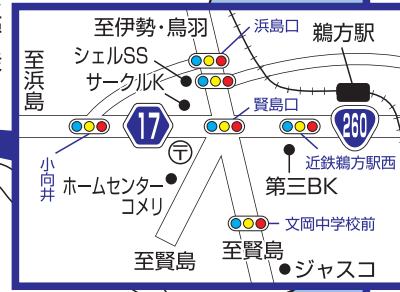 至伊勢・鳥羽
浜島口
鵜方駅
至浜島
シェルSS
サークルK
17
賢島口
260
小向井
〒
近鉄鵜方駅西
ホームセンター
コメリ
第三BK
文岡中学校前
至賢島
至賢島
ジャスコ